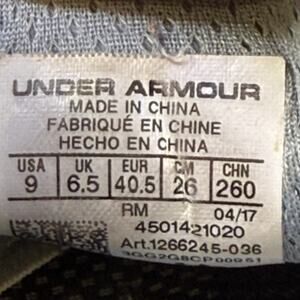 UNDER ARMOUR
MADE IN CHINA
FABRIQUÉ EN CHINE
HECHO EN CHINA
USA UK EUR CM CHN
9 6.5 40.5 26 260
RM 04/17
4501421020
Art.1266245-036